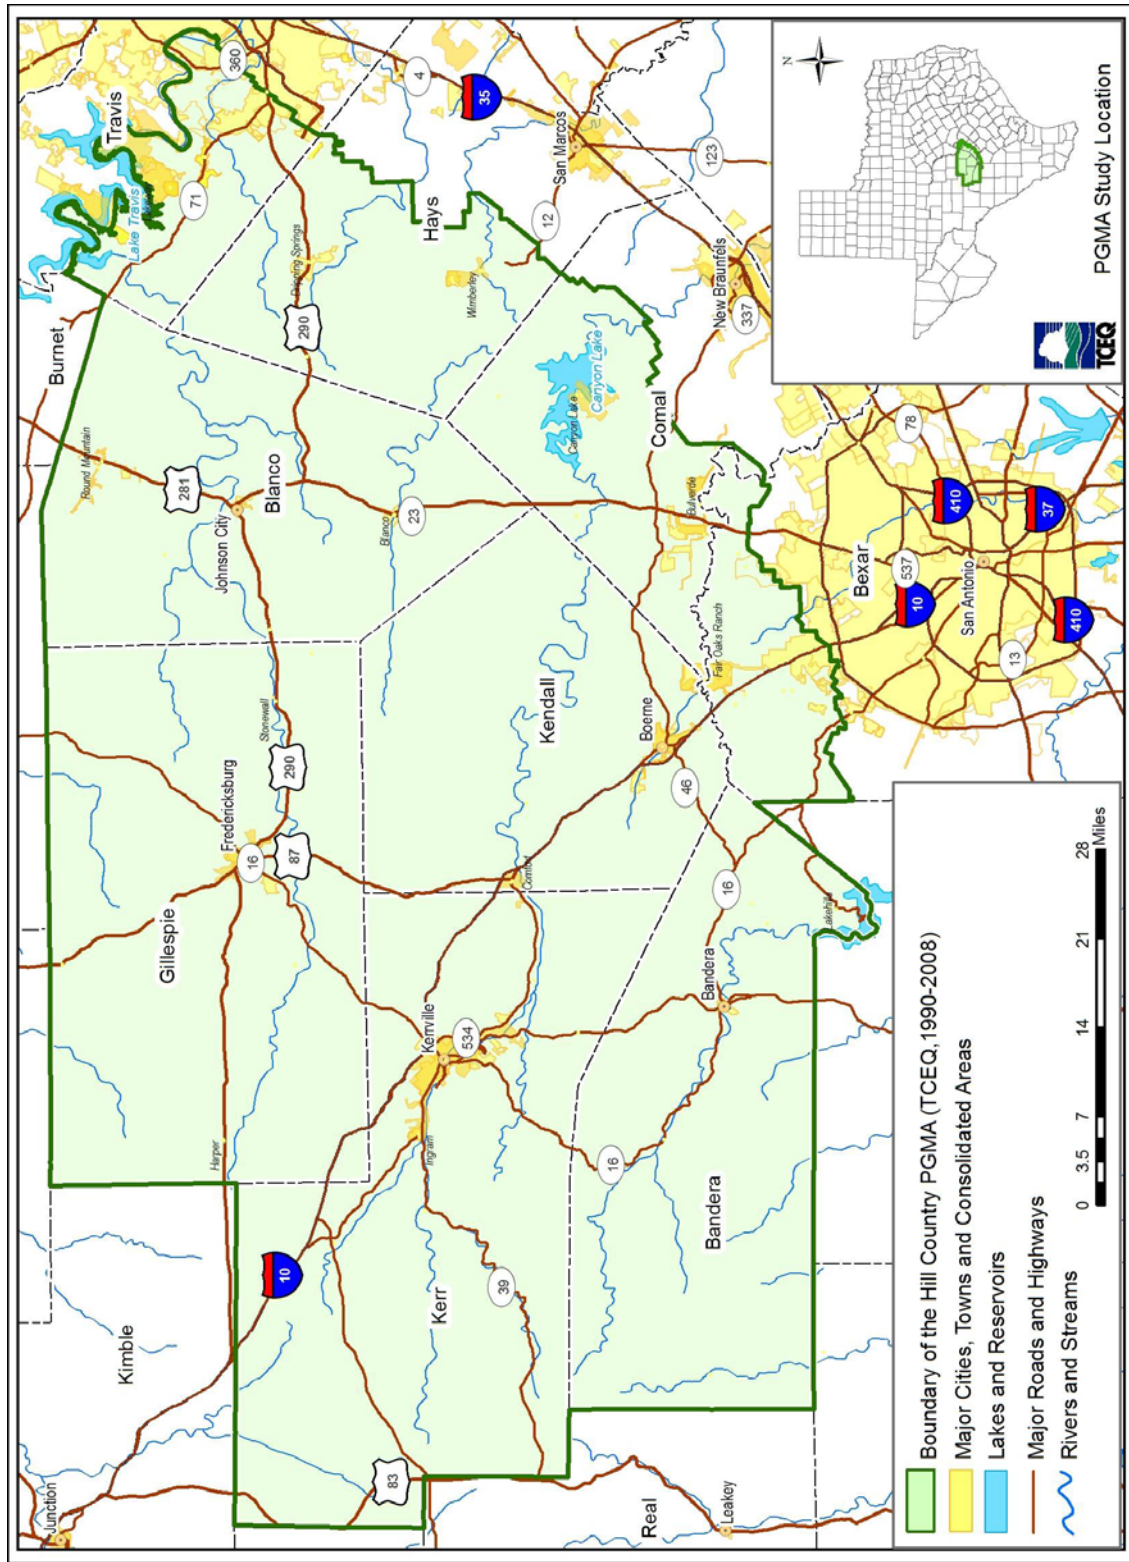 Junction
Kimble
Harper
Gillespie
16
Fredericksburg
87
290
Stonewall
Johnson City
281
Round Mountain
Blanco
Burnet
290
Dripping Springs
Lake Travis
71
Travis
360
10
83
Kerr
39
Ingram
Kerrville
534
Comfort
Kendall
Blanco
23
Wimberley
Hays
12
4
35
San Marcos
123
Canyon Lake
Canyon Lake
Real
Leakey
Bandera
16
Bandera
16
46
Boerne
Fair Oaks Ranch
Bulverde
Comal
New Braunfels
337
Lakehills
Bexar
10
537
410
78
San Antonio
37
13
410
Boundary of the Hill Country PGMA (TCEQ,1990-2008)
Major Cities, Towns and Consolidated Areas
Lakes and Reservoirs
Major Roads and Highways
Rivers and Streams
0 3.5 7 14 21 28
Miles
N
TCEQ
PGMA Study Location